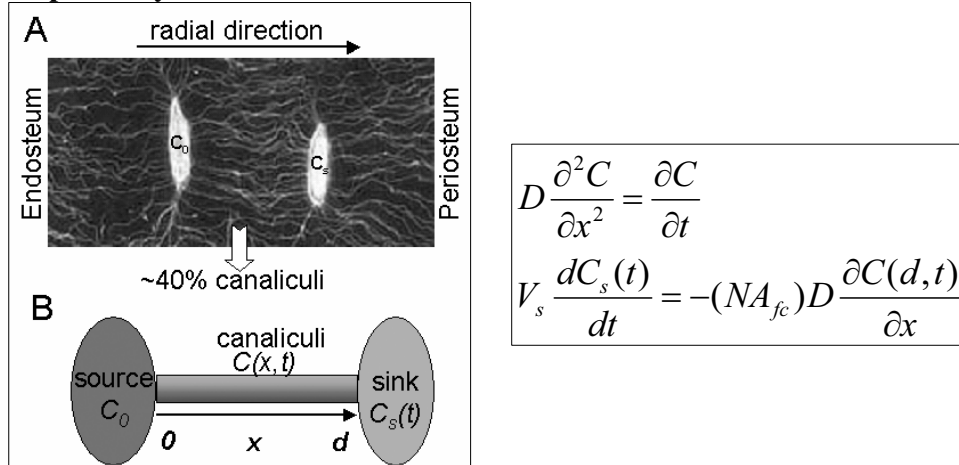 A
radial direction
Endosteum
C₀
Cₛ
Periosteum
~40% canaliculi
B
canaliculi
C(x,t)
source
C₀
sink
Cₛ(t)
0 x d
D ∂²C/∂x² = ∂C/∂t
Vₛ dCₛ(t)/dt = -(NA_fc)D ∂C(d,t)/∂x